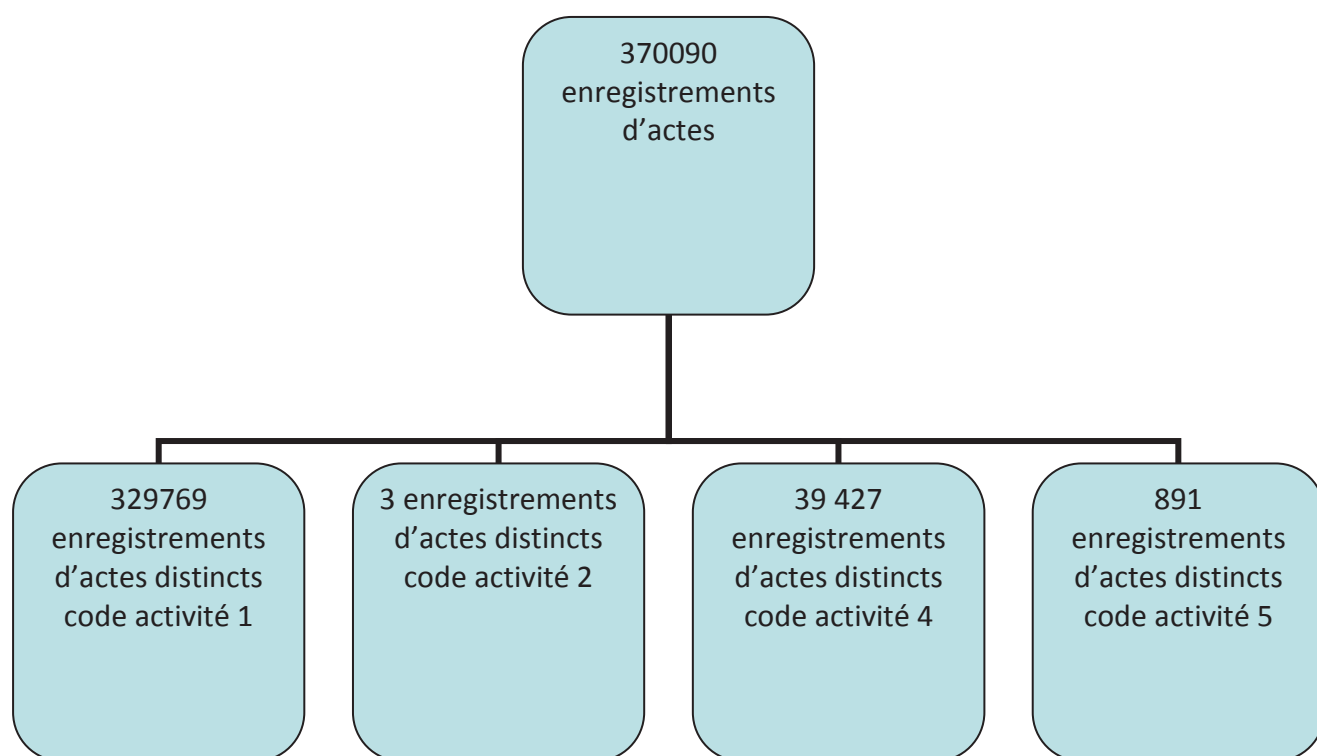 370090
enregistrements
d’actes
329769
enregistrements
d’actes distincts
code activité 1
3 enregistrements
d’actes distincts
code activité 2
39 427
enregistrements
d’actes distincts
code activité 4
891
enregistrements
d’actes distincts
code activité 5